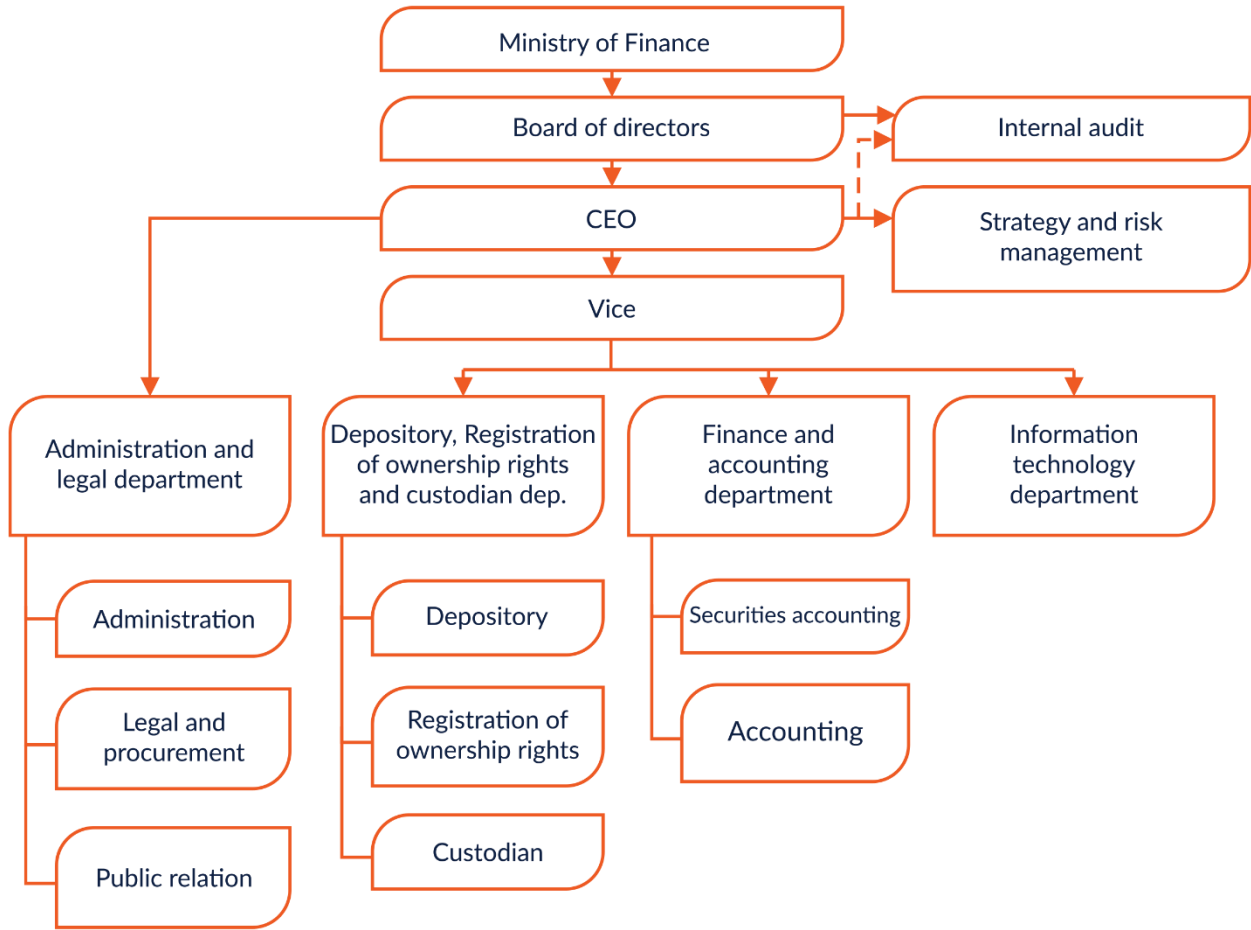 Ministry of Finance
Board of directors
Internal audit
CEO
Strategy and risk
management
Vice
Administration and
legal department
Depository, Registration
of ownership rights
and custodian dep.
Finance and
accounting
department
Information
technology
department
Administration
Legal and
procurement
Public relation
Depository
Registration of
ownership rights
Custodian
Securities accounting
Accounting